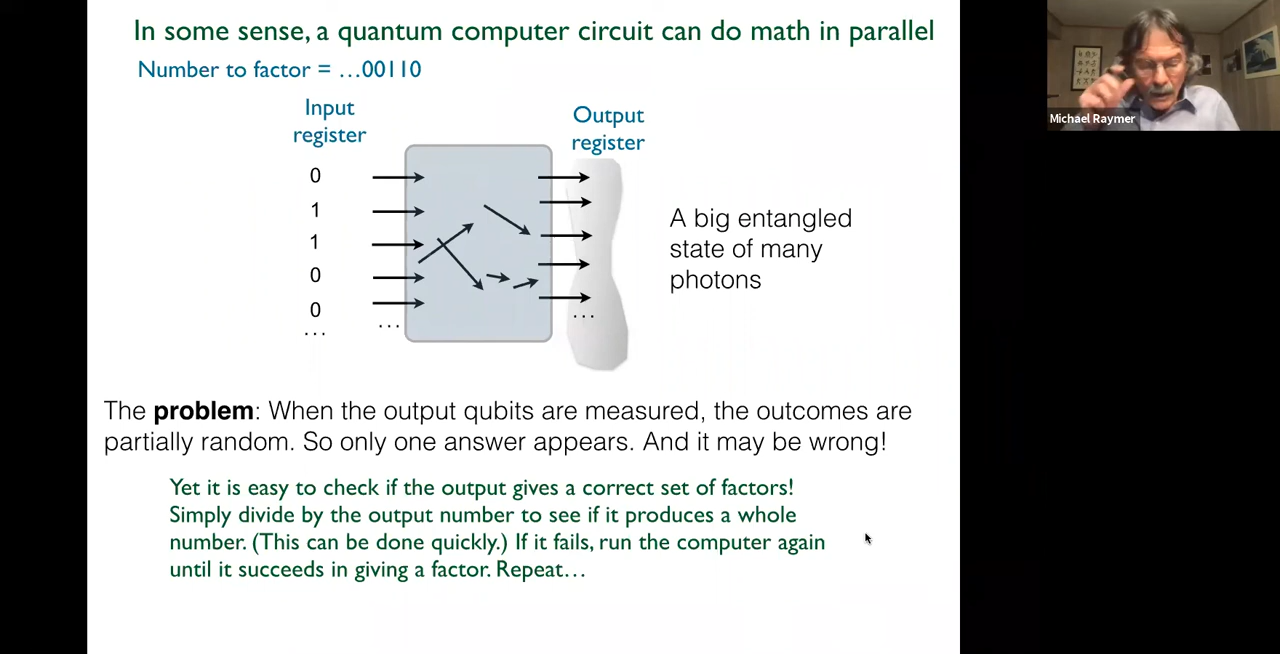 In some sense, a quantum computer circuit can do math in parallel
Number to factor = …00110
Input
register
Output
register
0
1
1
0
0
…
…
…
A big entangled
state of many
photons
The problem: When the output qubits are measured, the outcomes are
partially random. So only one answer appears. And it may be wrong!
Yet it is easy to check if the output gives a correct set of factors!
Simply divide by the output number to see if it produces a whole
number. (This can be done quickly.) If it fails, run the computer again
until it succeeds in giving a factor. Repeat…
Michael Raymer